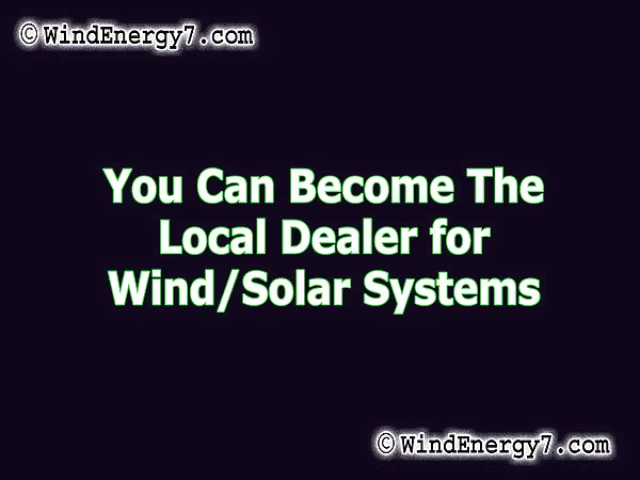 © WindEnergy7.com
You Can Become The
Local Dealer for
Wind/Solar Systems
© WindEnergy7.com